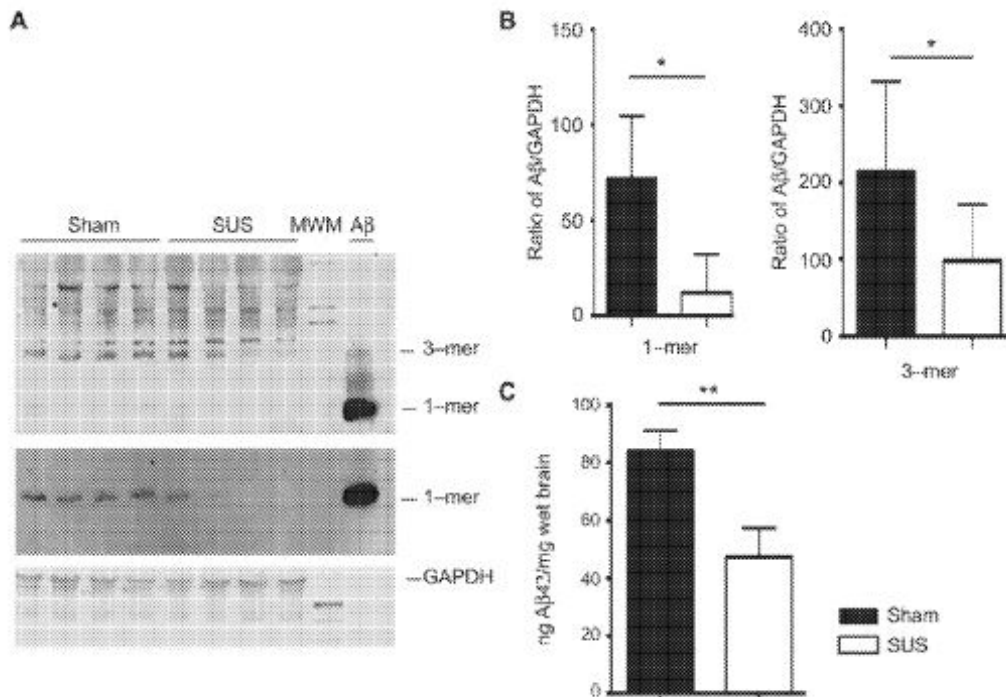 A
Sham SUS MWM Aβ
3-mer
1-mer
1-mer
GAPDH
B
Ratio of Aβ/GAPDH
150
100
50
0
*
1-mer
Ratio of Aβ/GAPDH
400
300
200
100
0
*
3-mer
C
ng Aβ42/mg wet brain
100
80
60
40
20
0
**
Sham
SUS